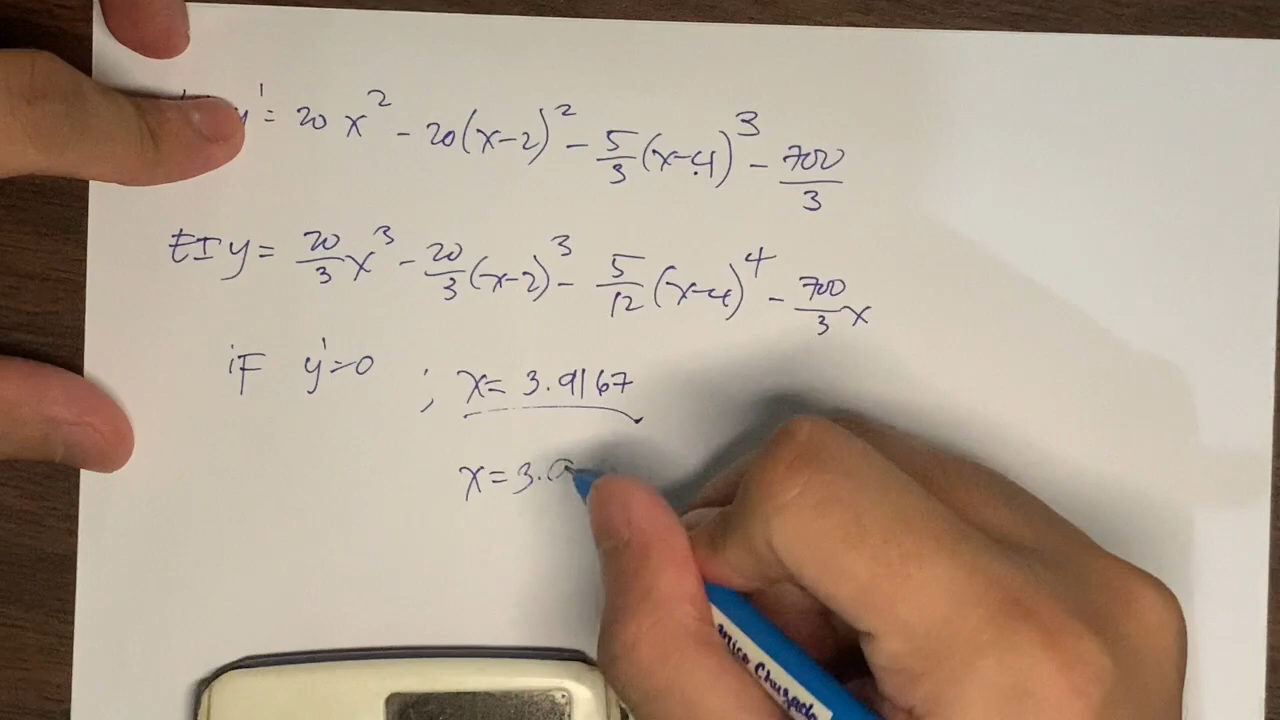 y' = 20x² - 20(x-2)² - 5/3(x-4)³ - 700/3
EIy = 20/3x³ - 20/3(x-2)³ - 5/12(x-4)⁴ - 700/3x
iF y'=0 ; x= 3.9167
x=3.